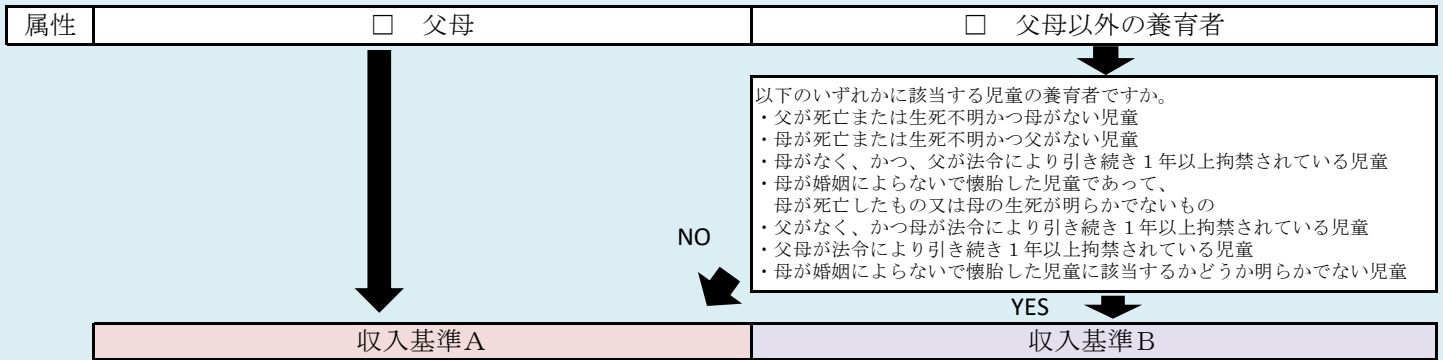 属性 □ 父母 □ 父母以外の養育者
以下のいずれかに該当する児童の養育者ですか。
・父が死亡または生死不明かつ母がない児童
・母が死亡または生死不明かつ父がない児童
・母がなく、かつ、父が法令により引き続き１年以上拘禁されている児童
・母が婚姻によらないで懐胎した児童であって、
母が死亡したもの又は母の生死が明らかでないもの
・父がなく、かつ母が法令により引き続き１年以上拘禁されている児童
・父母が法令により引き続き１年以上拘禁されている児童
・母が婚姻によらないで懐胎した児童に該当するかどうか明らかでない児童
NO
YES
収入基準Ａ 収入基準Ｂ